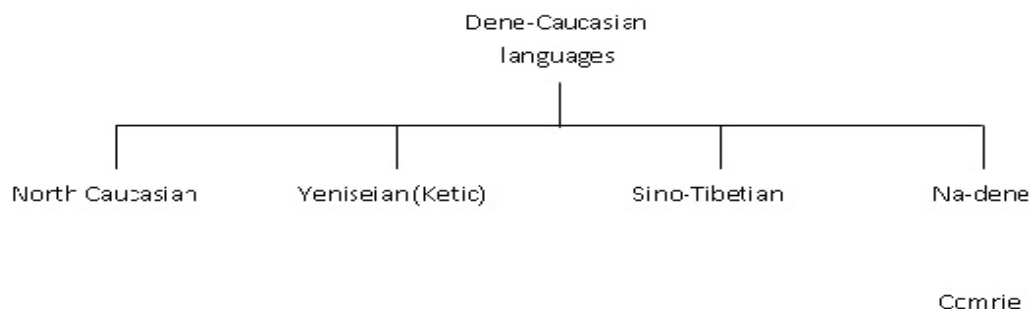 Dene-Caucasian
languages
North Caucasian Yeniseian (Ketic) Sino-Tibetian Na-dene
Comrie